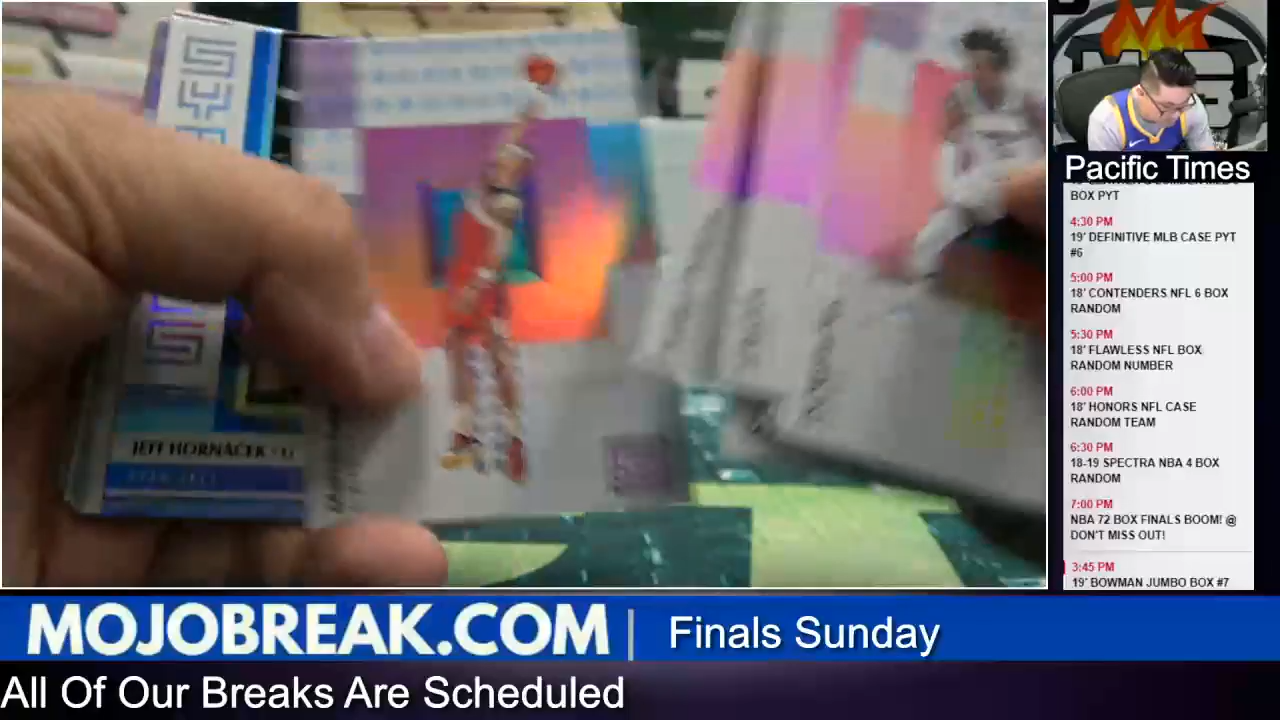 JEFF HORNACEK
Pacific Times
BOX PYT
4:30 PM
19' DEFINITIVE MLB CASE PYT
#6
5:00 PM
18' CONTENDERS NFL 6 BOX
RANDOM
5:30 PM
18' FLAWLESS NFL BOX
RANDOM NUMBER
6:00 PM
18' HONORS NFL CASE
RANDOM TEAM
6:30 PM
18-19 SPECTRA NBA 4 BOX
RANDOM
7:00 PM
NBA 72 BOX FINALS BOOM! @
DON'T MISS OUT!
3:45 PM
19' BOWMAN JUMBO BOX #7
MOJOBREAK.COM | Finals Sunday
All Of Our Breaks Are Scheduled